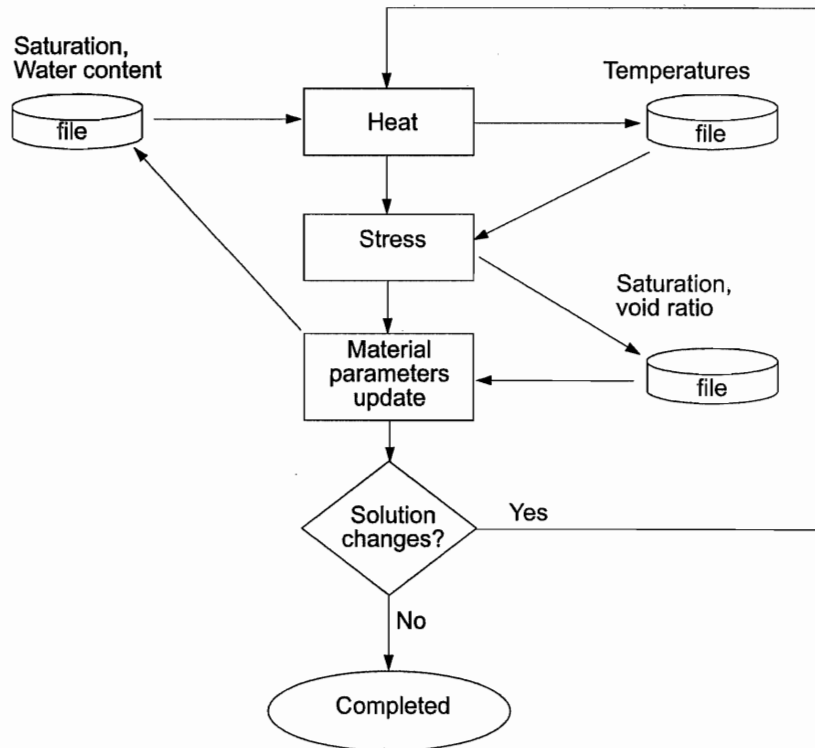 Saturation,
Water content
file
Heat
Temperatures
file
Stress
Saturation,
void ratio
file
Material
parameters
update
Solution
changes?
Yes
No
Completed